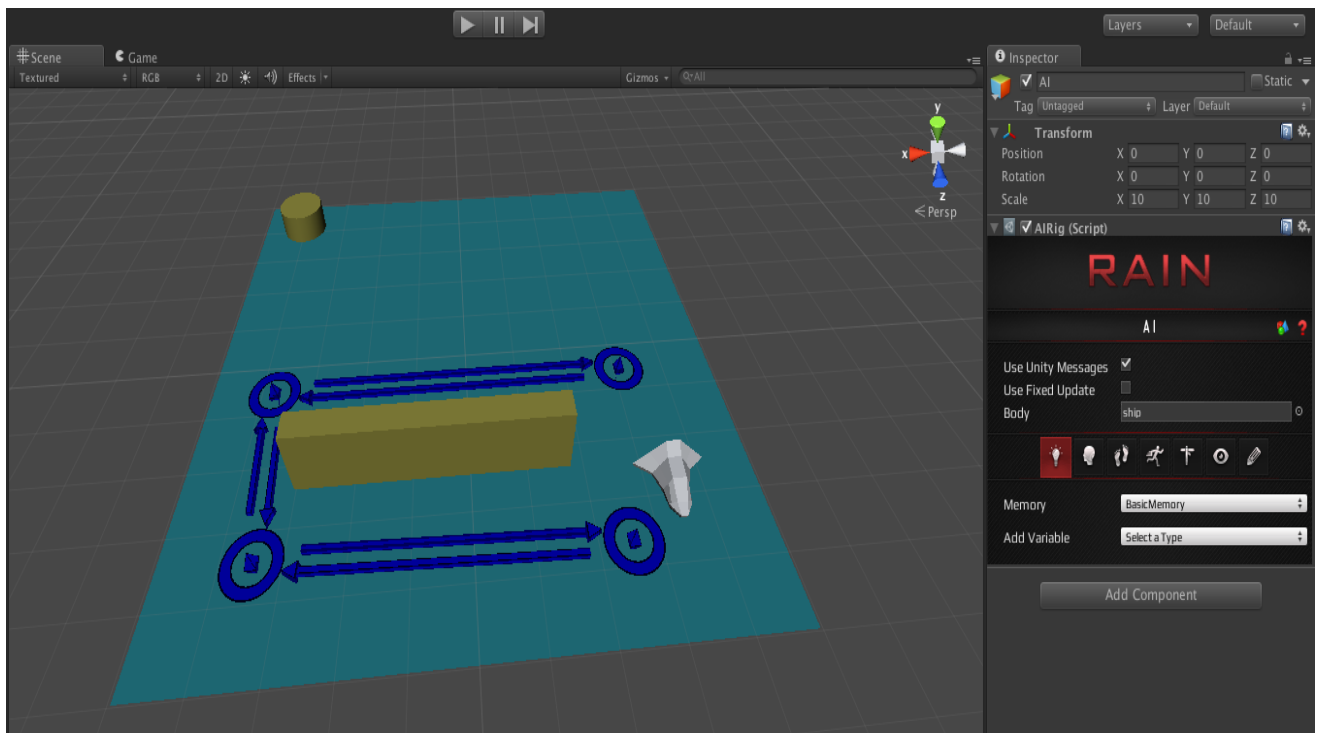 Layers Default
Scene Game
Textured RGB 2D Effects Gizmos All
y
x
z
Persp
Inspector
AI Static
Tag Untagged Layer Default
Transform
Position X 0 Y 0 Z 0
Rotation X 0 Y 0 Z 0
Scale X 10 Y 10 Z 10
AIRig (Script)
RAIN
AI
Use Unity Messages
Use Fixed Update
Body ship
Memory BasicMemory
Add Variable Select a Type
Add Component